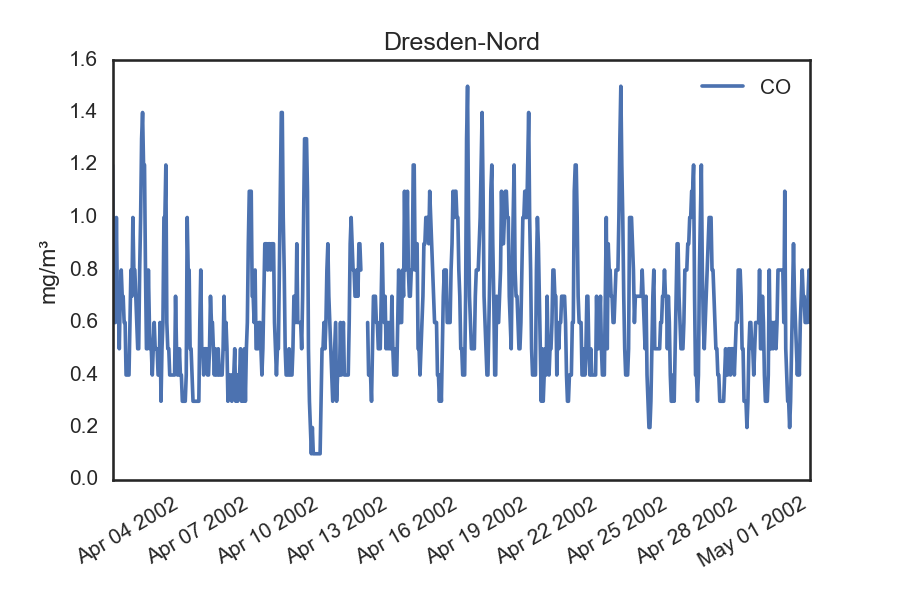 Dresden-Nord
1.6
1.4
1.2
1.0
0.8
0.6
0.4
0.2
0.0
mg/m³
CO
Apr 04 2002
Apr 07 2002
Apr 10 2002
Apr 13 2002
Apr 16 2002
Apr 19 2002
Apr 22 2002
Apr 25 2002
Apr 28 2002
May 01 2002